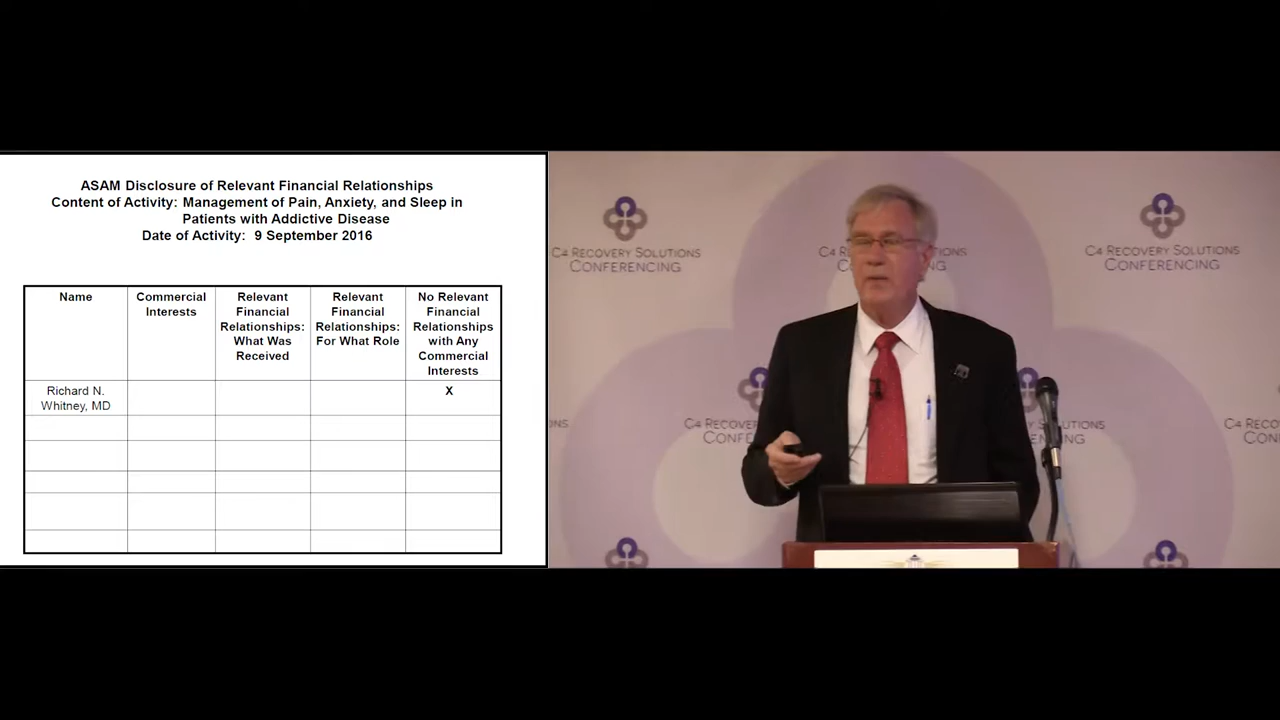 ASAM Disclosure of Relevant Financial Relationships
Content of Activity: Management of Pain, Anxiety, and Sleep in
Patients with Addictive Disease
Date of Activity: 9 September 2016
Name
Commercial
Interests
Relevant
Financial
Relationships:
What Was
Received
Relevant
Financial
Relationships:
For What Role
No Relevant
Financial
Relationships
with Any
Commercial
Interests
Richard N.
Whitney, MD
X
C4 RECOVERY SOLUTIONS
CONFERENCING
C4 RECOVERY SOLUTIONS
CONFERENCING